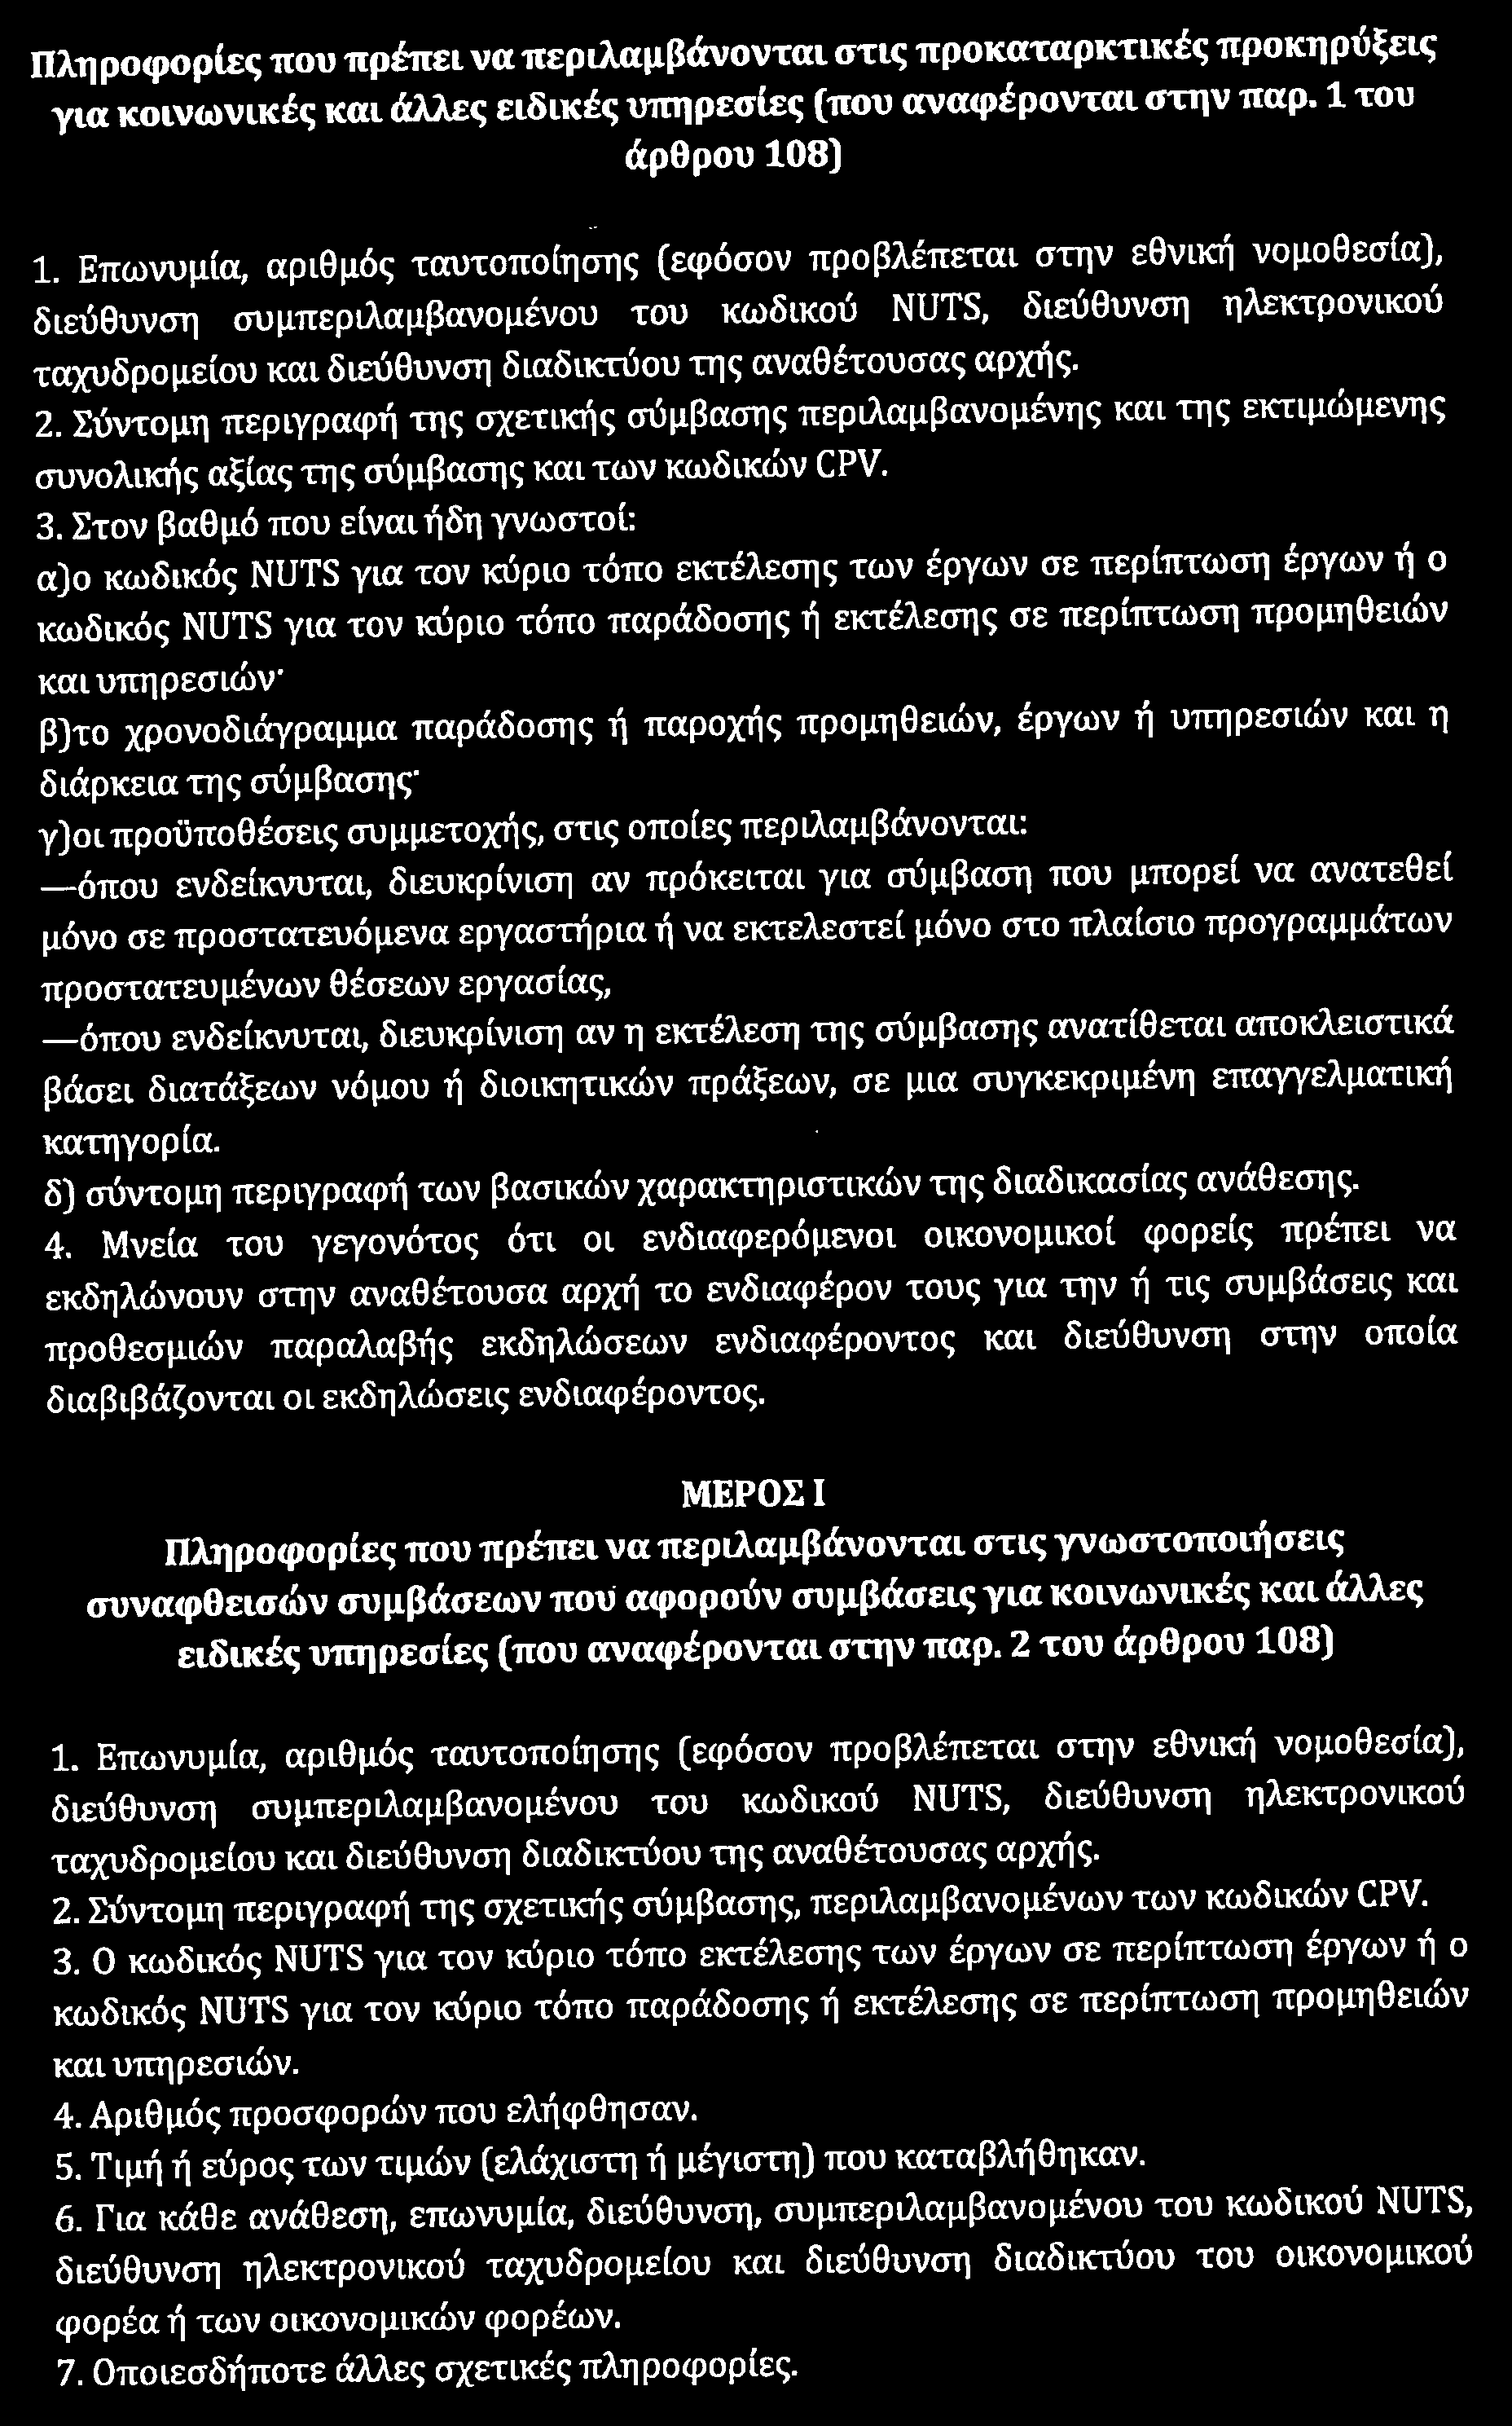 Πληροφορίες που πρέπει να περιλαμβάνονται στις προκαταρκτικές προκηρύξεις
για κοινωνικές και άλλες ειδικές υπηρεσίες (που αναφέρονται στην παρ. 1 του
άρθρου 108)
1. Επωνυμία, αριθμός ταυτοποίησης (εφόσον προβλέπεται στην εθνική νομοθεσία),
διεύθυνση συμπεριλαμβανομένου του κωδικού NUTS, διεύθυνση ηλεκτρονικού
ταχυδρομείου και διεύθυνση διαδικτύου της αναθέτουσας αρχής.
2. Σύντομη περιγραφή της σχετικής σύμβασης περιλαμβανομένης και της εκτιμώμενης
συνολικής αξίας της σύμβασης και των κωδικών CPV.
3. Στον βαθμό που είναι ήδη γνωστοί:
α)ο κωδικός NUTS για τον κύριο τόπο εκτέλεσης των έργων σε περίπτωση έργων ή ο
κωδικός NUTS για τον κύριο τόπο παράδοσης ή εκτέλεσης σε περίπτωση προμηθειών
και υπηρεσιών·
β)το χρονοδιάγραμμα παράδοσης ή παροχής προμηθειών, έργων ή υπηρεσιών και η
διάρκεια της σύμβασης·
γ)οι προϋποθέσεις συμμετοχής, στις οποίες περιλαμβάνονται:
—όπου ενδείκνυται, διευκρίνιση αν πρόκειται για σύμβαση που μπορεί να ανατεθεί
μόνο σε προστατευόμενα εργαστήρια ή να εκτελεστεί μόνο στο πλαίσιο προγραμμάτων
προστατευμένων θέσεων εργασίας,
—όπου ενδείκνυται, διευκρίνιση αν η εκτέλεση της σύμβασης ανατίθεται αποκλειστικά
βάσει διατάξεων νόμου ή διοικητικών πράξεων, σε μια συγκεκριμένη επαγγελματική
κατηγορία.
δ) σύντομη περιγραφή των βασικών χαρακτηριστικών της διαδικασίας ανάθεσης.
4. Μνεία του γεγονότος ότι οι ενδιαφερόμενοι οικονομικοί φορείς πρέπει να
εκδηλώνουν στην αναθέτουσα αρχή το ενδιαφέρον τους για την ή τις συμβάσεις και
προθεσμιών παραλαβής εκδηλώσεων ενδιαφέροντος και διεύθυνση στην οποία
διαβιβάζονται οι εκδηλώσεις ενδιαφέροντος.
ΜΕΡΟΣ Ι
Πληροφορίες που πρέπει να περιλαμβάνονται στις γνωστοποιήσεις
συναφθεισών συμβάσεων που αφορούν συμβάσεις για κοινωνικές και άλλες
ειδικές υπηρεσίες (που αναφέρονται στην παρ. 2 του άρθρου 108)
1. Επωνυμία, αριθμός ταυτοποίησης (εφόσον προβλέπεται στην εθνική νομοθεσία),
διεύθυνση συμπεριλαμβανομένου του κωδικού NUTS, διεύθυνση ηλεκτρονικού
ταχυδρομείου και διεύθυνση διαδικτύου της αναθέτουσας αρχής.
2. Σύντομη περιγραφή της σχετικής σύμβασης, περιλαμβανομένων των κωδικών CPV.
3. Ο κωδικός NUTS για τον κύριο τόπο εκτέλεσης των έργων σε περίπτωση έργων ή ο
κωδικός NUTS για τον κύριο τόπο παράδοσης ή εκτέλεσης σε περίπτωση προμηθειών
και υπηρεσιών.
4. Αριθμός προσφορών που ελήφθησαν.
5. Τιμή ή εύρος των τιμών (ελάχιστη ή μέγιστη) που καταβλήθηκαν.
6. Για κάθε ανάθεση, επωνυμία, διεύθυνση, συμπεριλαμβανομένου του κωδικού NUTS,
διεύθυνση ηλεκτρονικού ταχυδρομείου και διεύθυνση διαδικτύου του οικονομικού
φορέα ή των οικονομικών φορέων.
7. Οποιεσδήποτε άλλες σχετικές πληροφορίες.